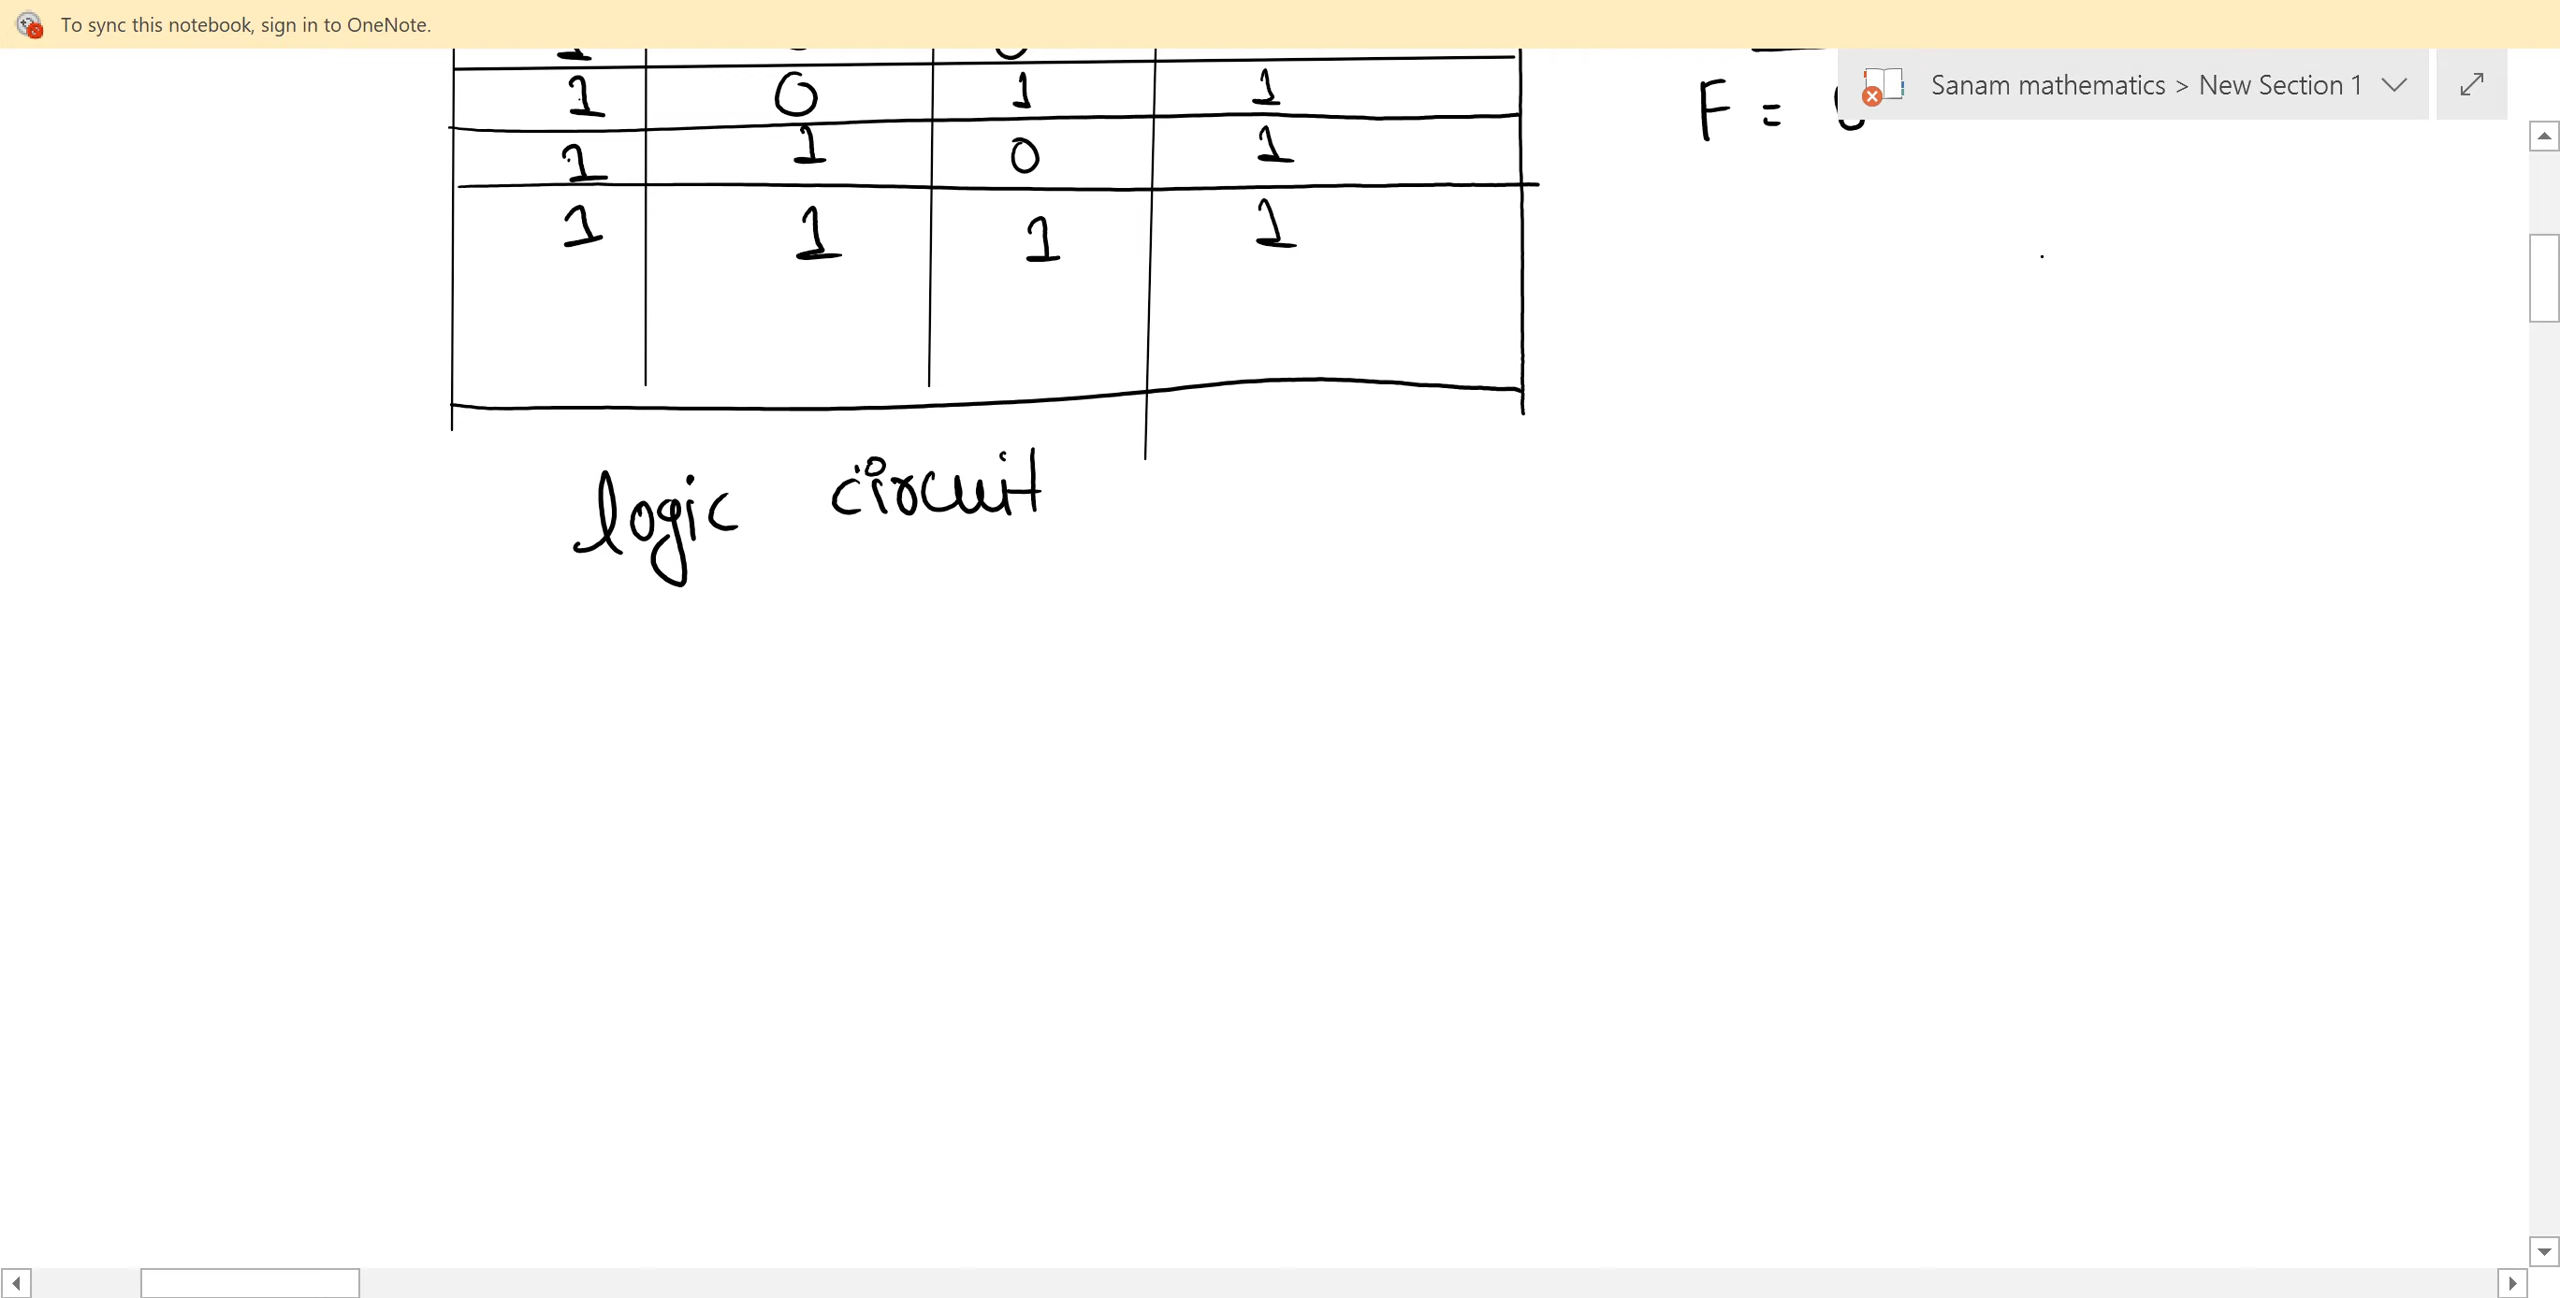 To sync this notebook, sign in to OneNote.
Sanam mathematics > New Section 1
1 0 1 1
F =
1 1 0 1
1 1 1 1
logic circuit